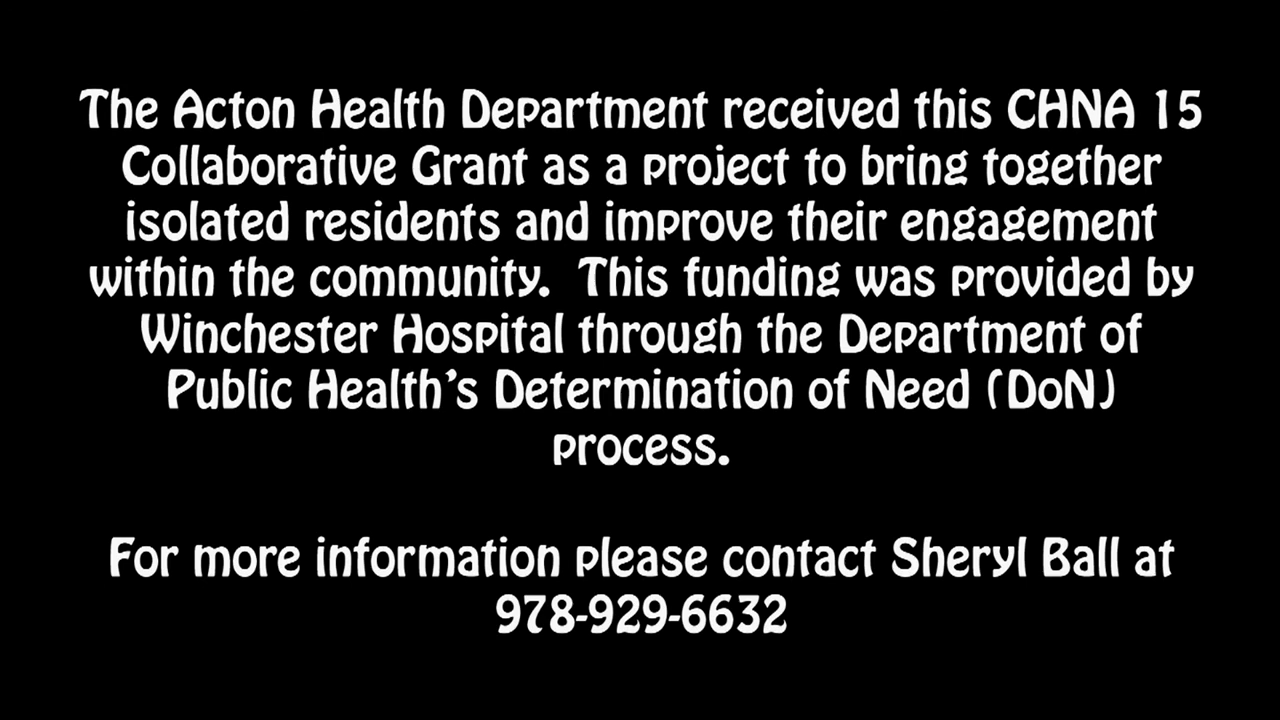 The Acton Health Department received this CHNA 15
Collaborative Grant as a project to bring together
isolated residents and improve their engagement
within the community.  This funding was provided by
Winchester Hospital through the Department of
Public Health's Determination of Need (DoN)
process.
For more information please contact Sheryl Ball at
978-929-6632